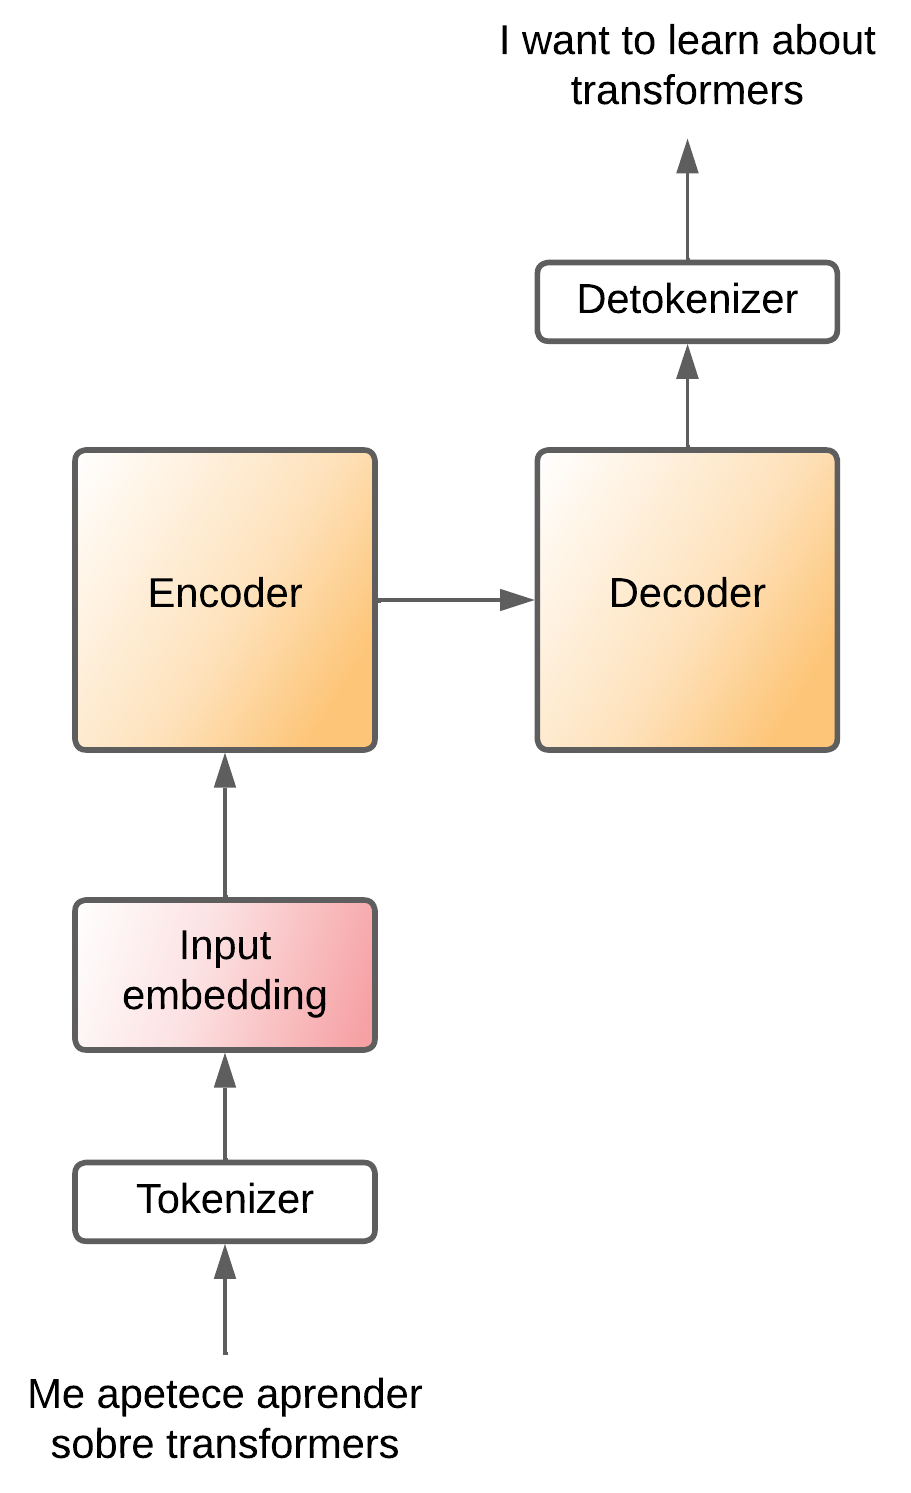 I want to learn about
transformers
Detokenizer
Encoder
Decoder
Input
embedding
Tokenizer
Me apetece aprender
sobre transformers